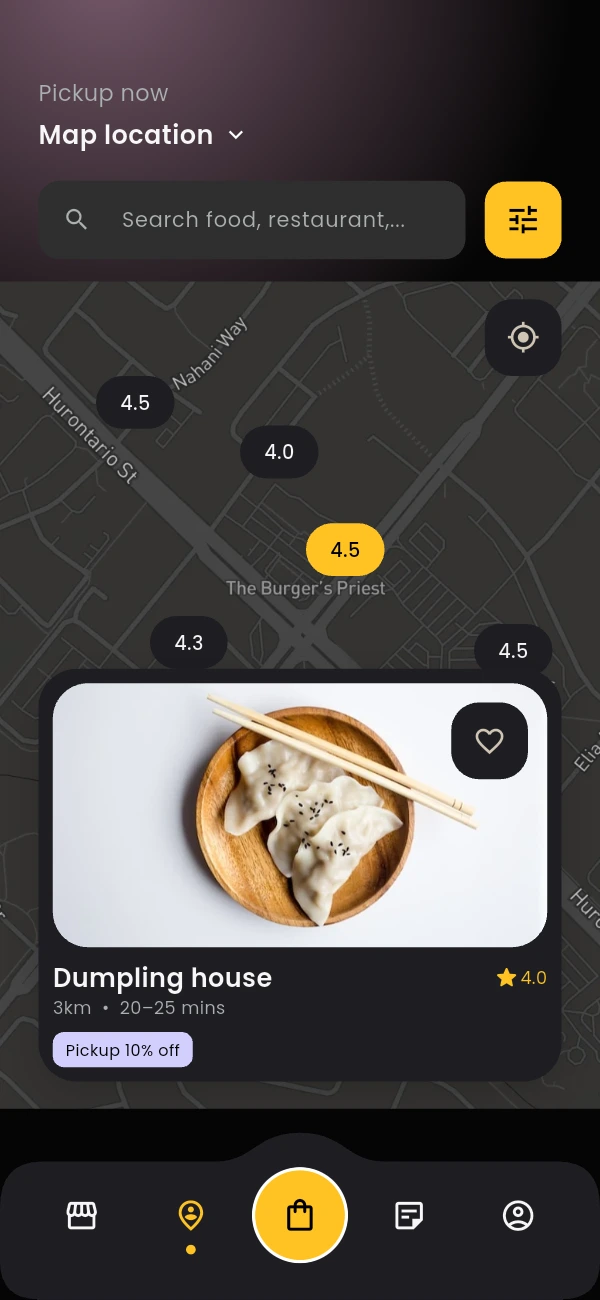 Pickup now
Map location
Search food, restaurant,...
Nahani Way
Hurontario St
4.5
4.0
4.5
The Burger's Priest
4.3
4.5
Dumpling house
4.0
3km • 20–25 mins
Pickup 10% off